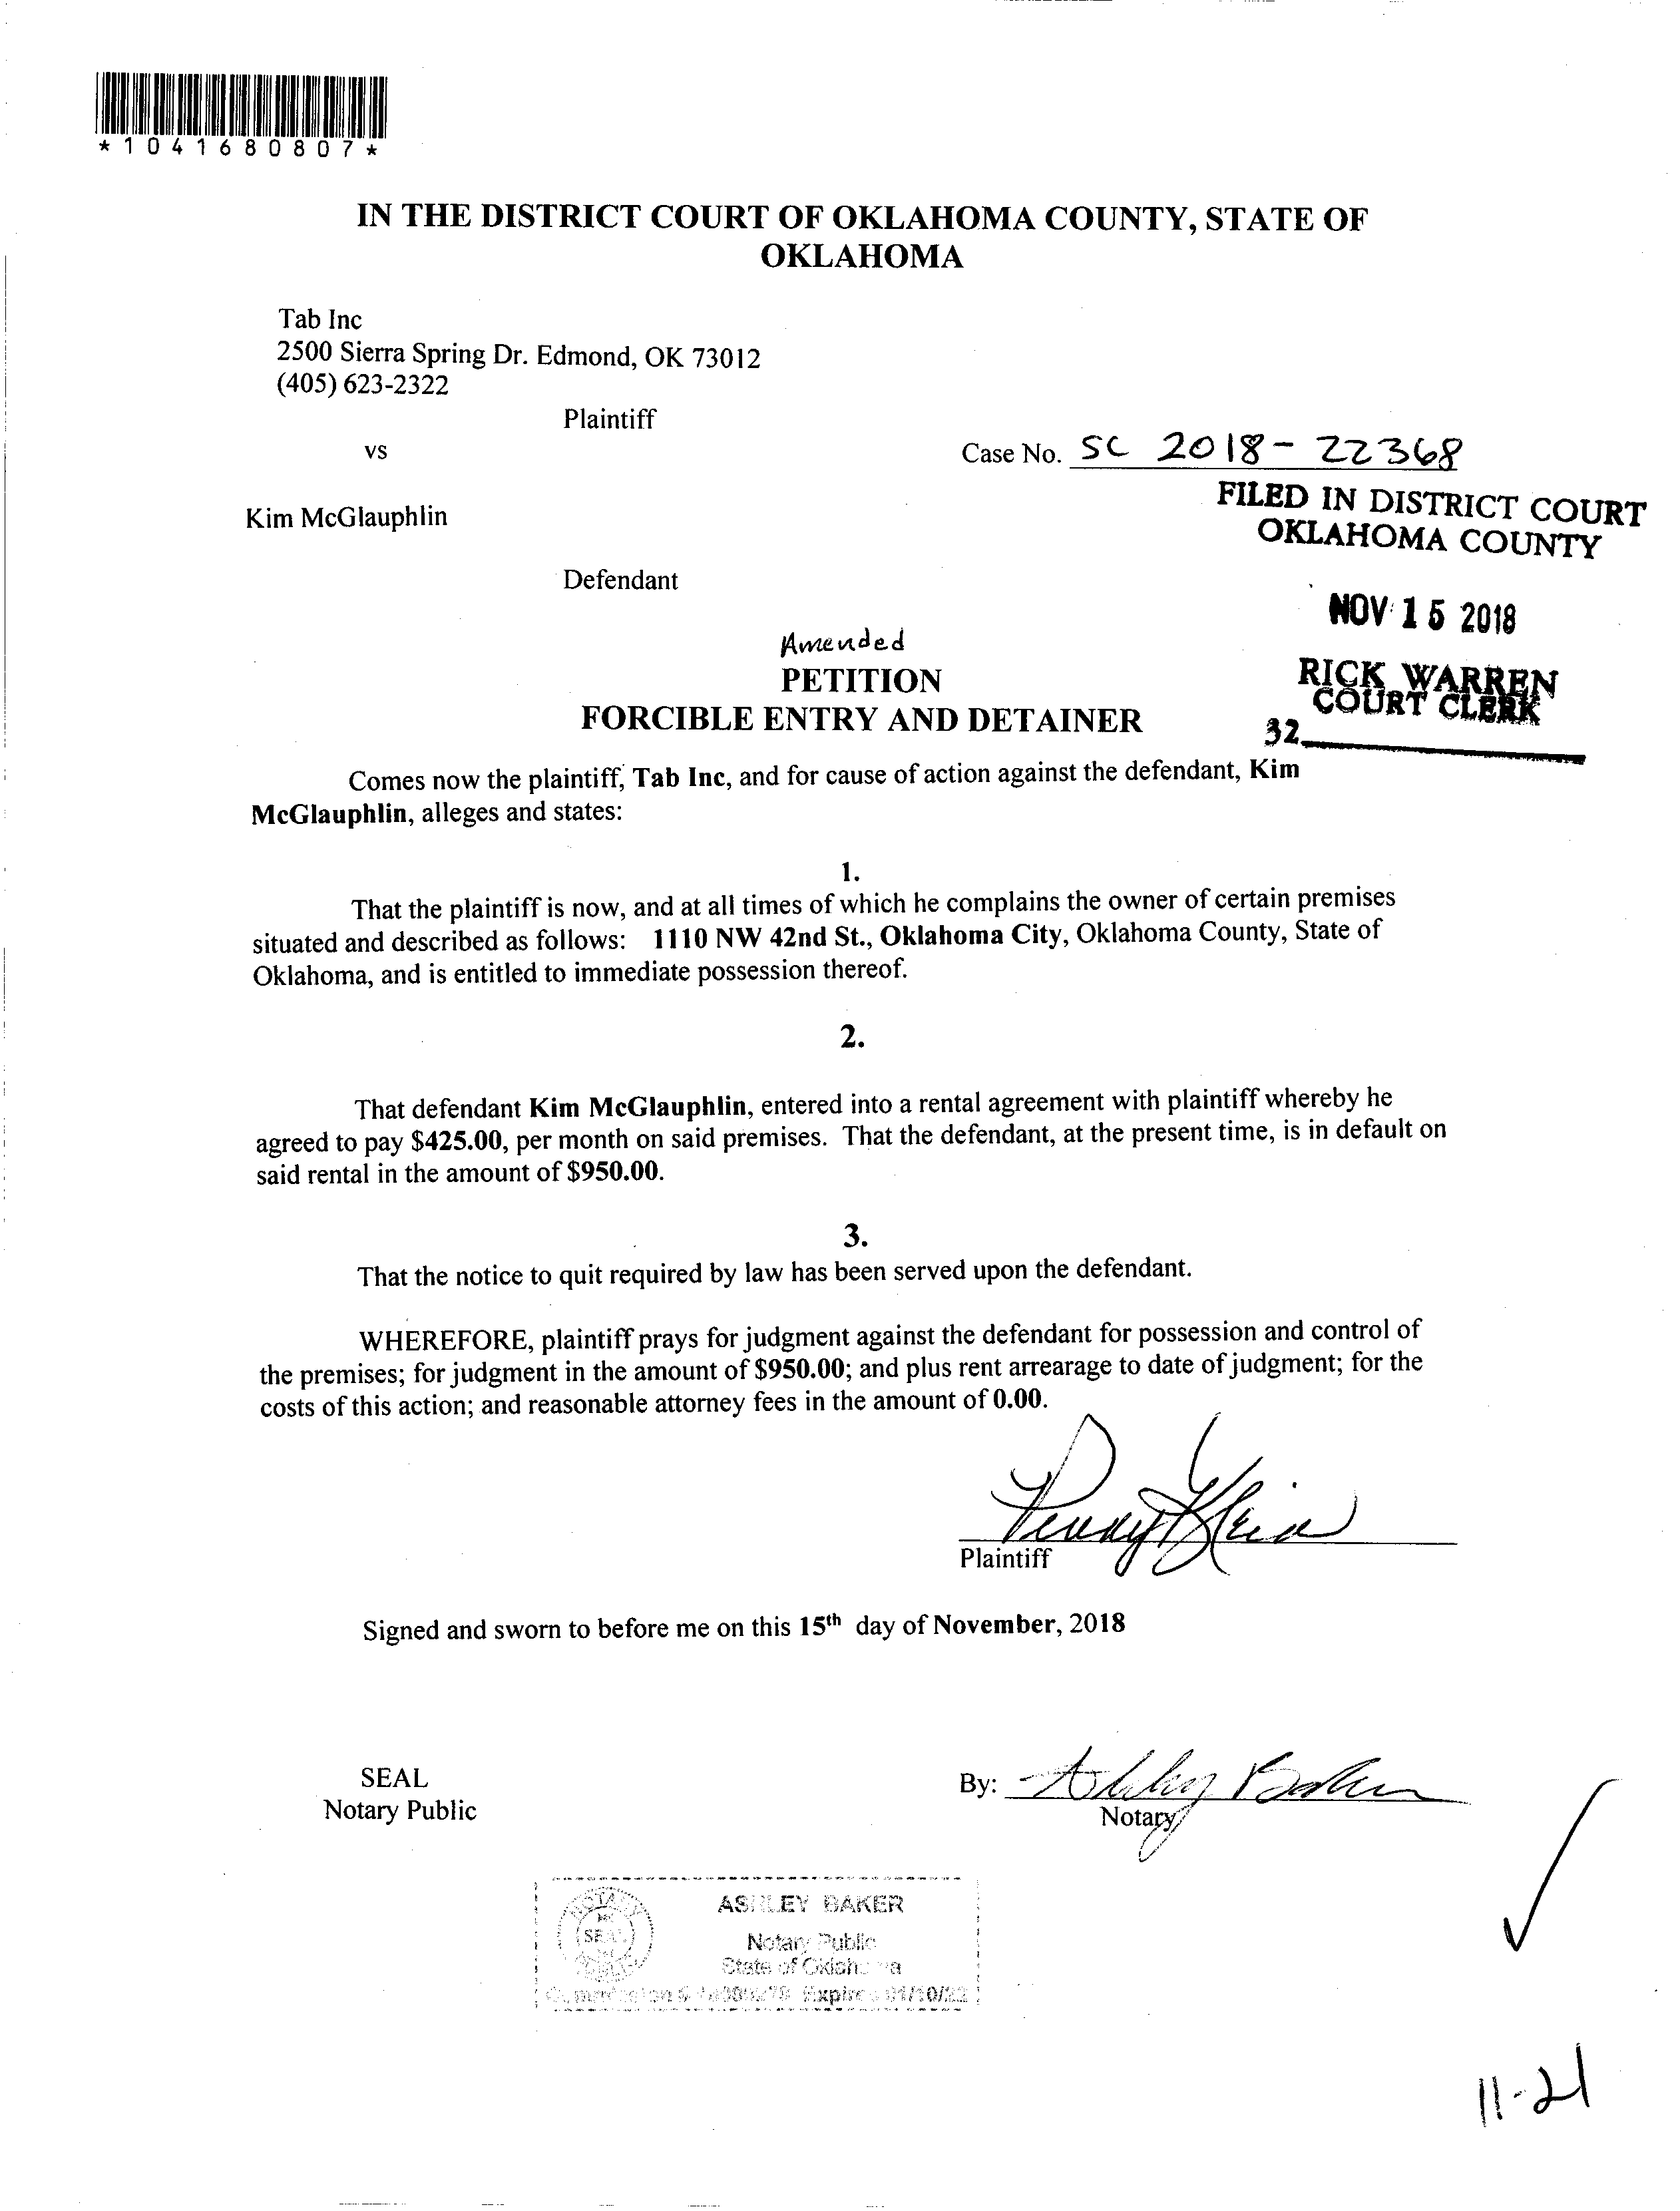 *1041680807*
IN THE DISTRICT COURT OF OKLAHOMA COUNTY, STATE OF
OKLAHOMA
Tab Inc
2500 Sierra Spring Dr. Edmond, OK 73012
(405) 623-2322
Plaintiff
vs
Case No. SC 2018-22368
FILED IN DISTRICT COURT
OKLAHOMA COUNTY
Kim McGlauphlin
Defendant
NOV 15 2018
RICK WARREN
COURT CLERK
32
Amended
PETITION
FORCIBLE ENTRY AND DETAINER
Comes now the plaintiff, Tab Inc, and for cause of action against the defendant, Kim
McGlauphlin, alleges and states:
1.
That the plaintiff is now, and at all times of which he complains the owner of certain premises
situated and described as follows: 1110 NW 42nd St., Oklahoma City, Oklahoma County, State of
Oklahoma, and is entitled to immediate possession thereof.
2.
That defendant Kim McGlauphlin, entered into a rental agreement with plaintiff whereby he
agreed to pay $425.00, per month on said premises. That the defendant, at the present time, is in default on
said rental in the amount of $950.00.
3.
That the notice to quit required by law has been served upon the defendant.
WHEREFORE, plaintiff prays for judgment against the defendant for possession and control of
the premises; for judgment in the amount of $950.00; and plus rent arrearage to date of judgment; for the
costs of this action; and reasonable attorney fees in the amount of 0.00.
Penny Klein
Plaintiff
Signed and sworn to before me on this 15th day of November, 2018
SEAL
Notary Public
By: Ashley Baker
Notary
ASHLEY BAKER
Notary Public
State of Oklahoma
Expires
11-21